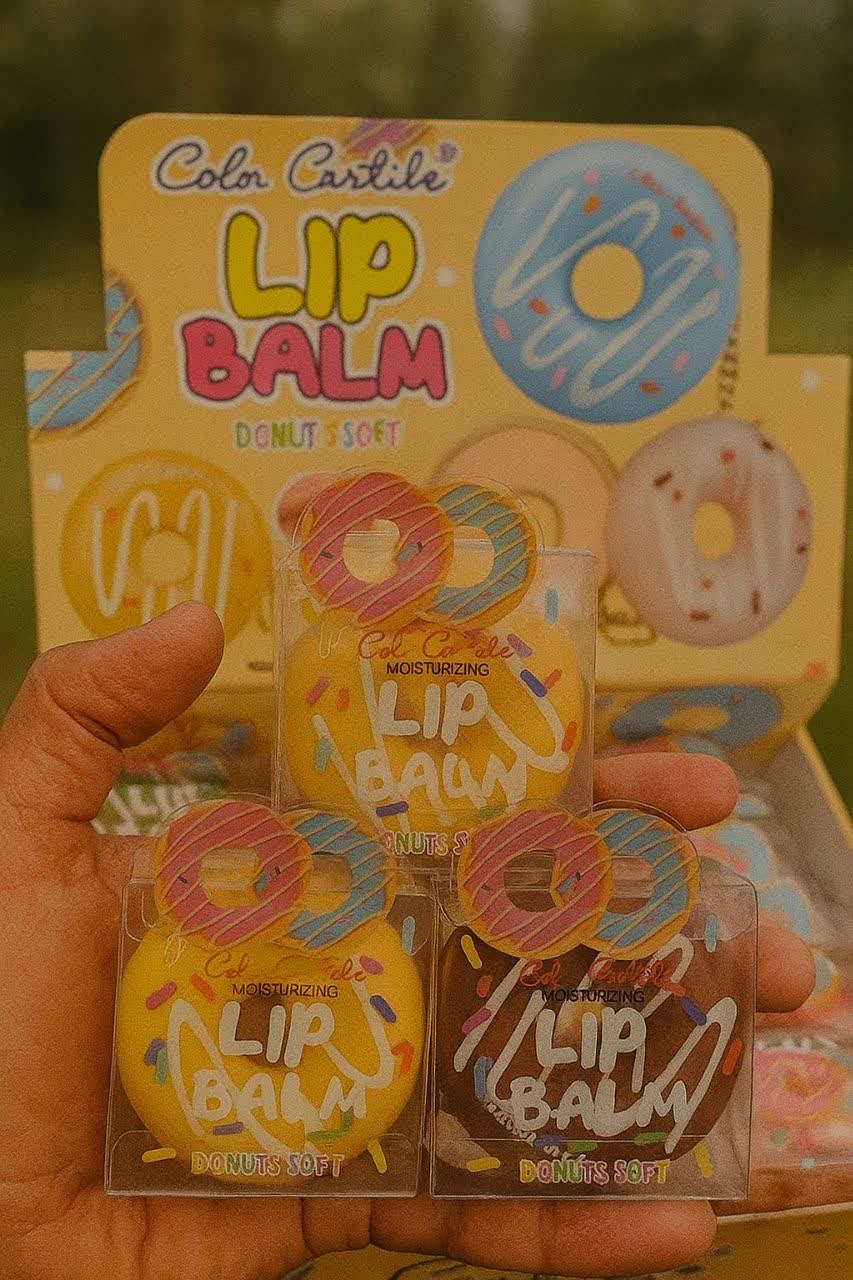 Color Castile
LIP
BALM
DONUTS SOFT
MOISTURIZING
LIP
BALM
DONUTS S
MOISTURIZING
LIP
BALM
DONUTS SOFT
MOISTURIZING
LIP
BALM
DONUTS SOFT